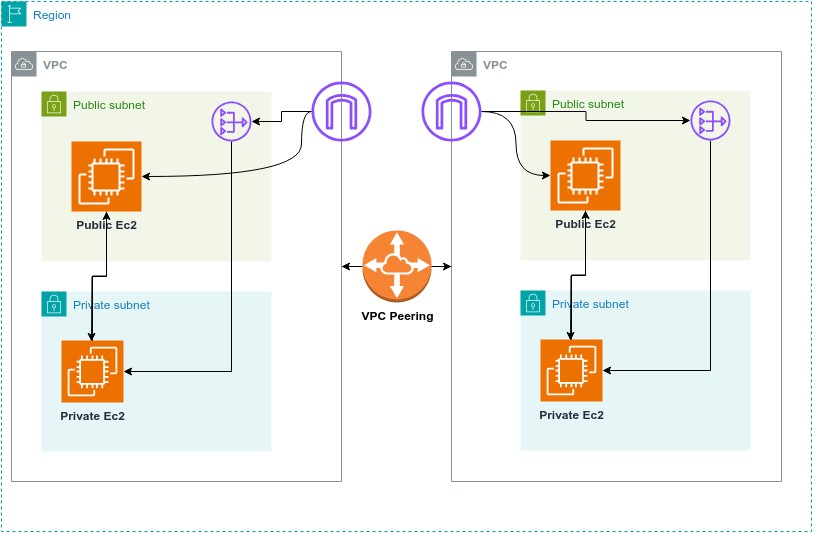 Region
VPC
Public subnet
Public Ec2
Private subnet
Private Ec2
VPC Peering
VPC
Public subnet
Public Ec2
Private subnet
Private Ec2